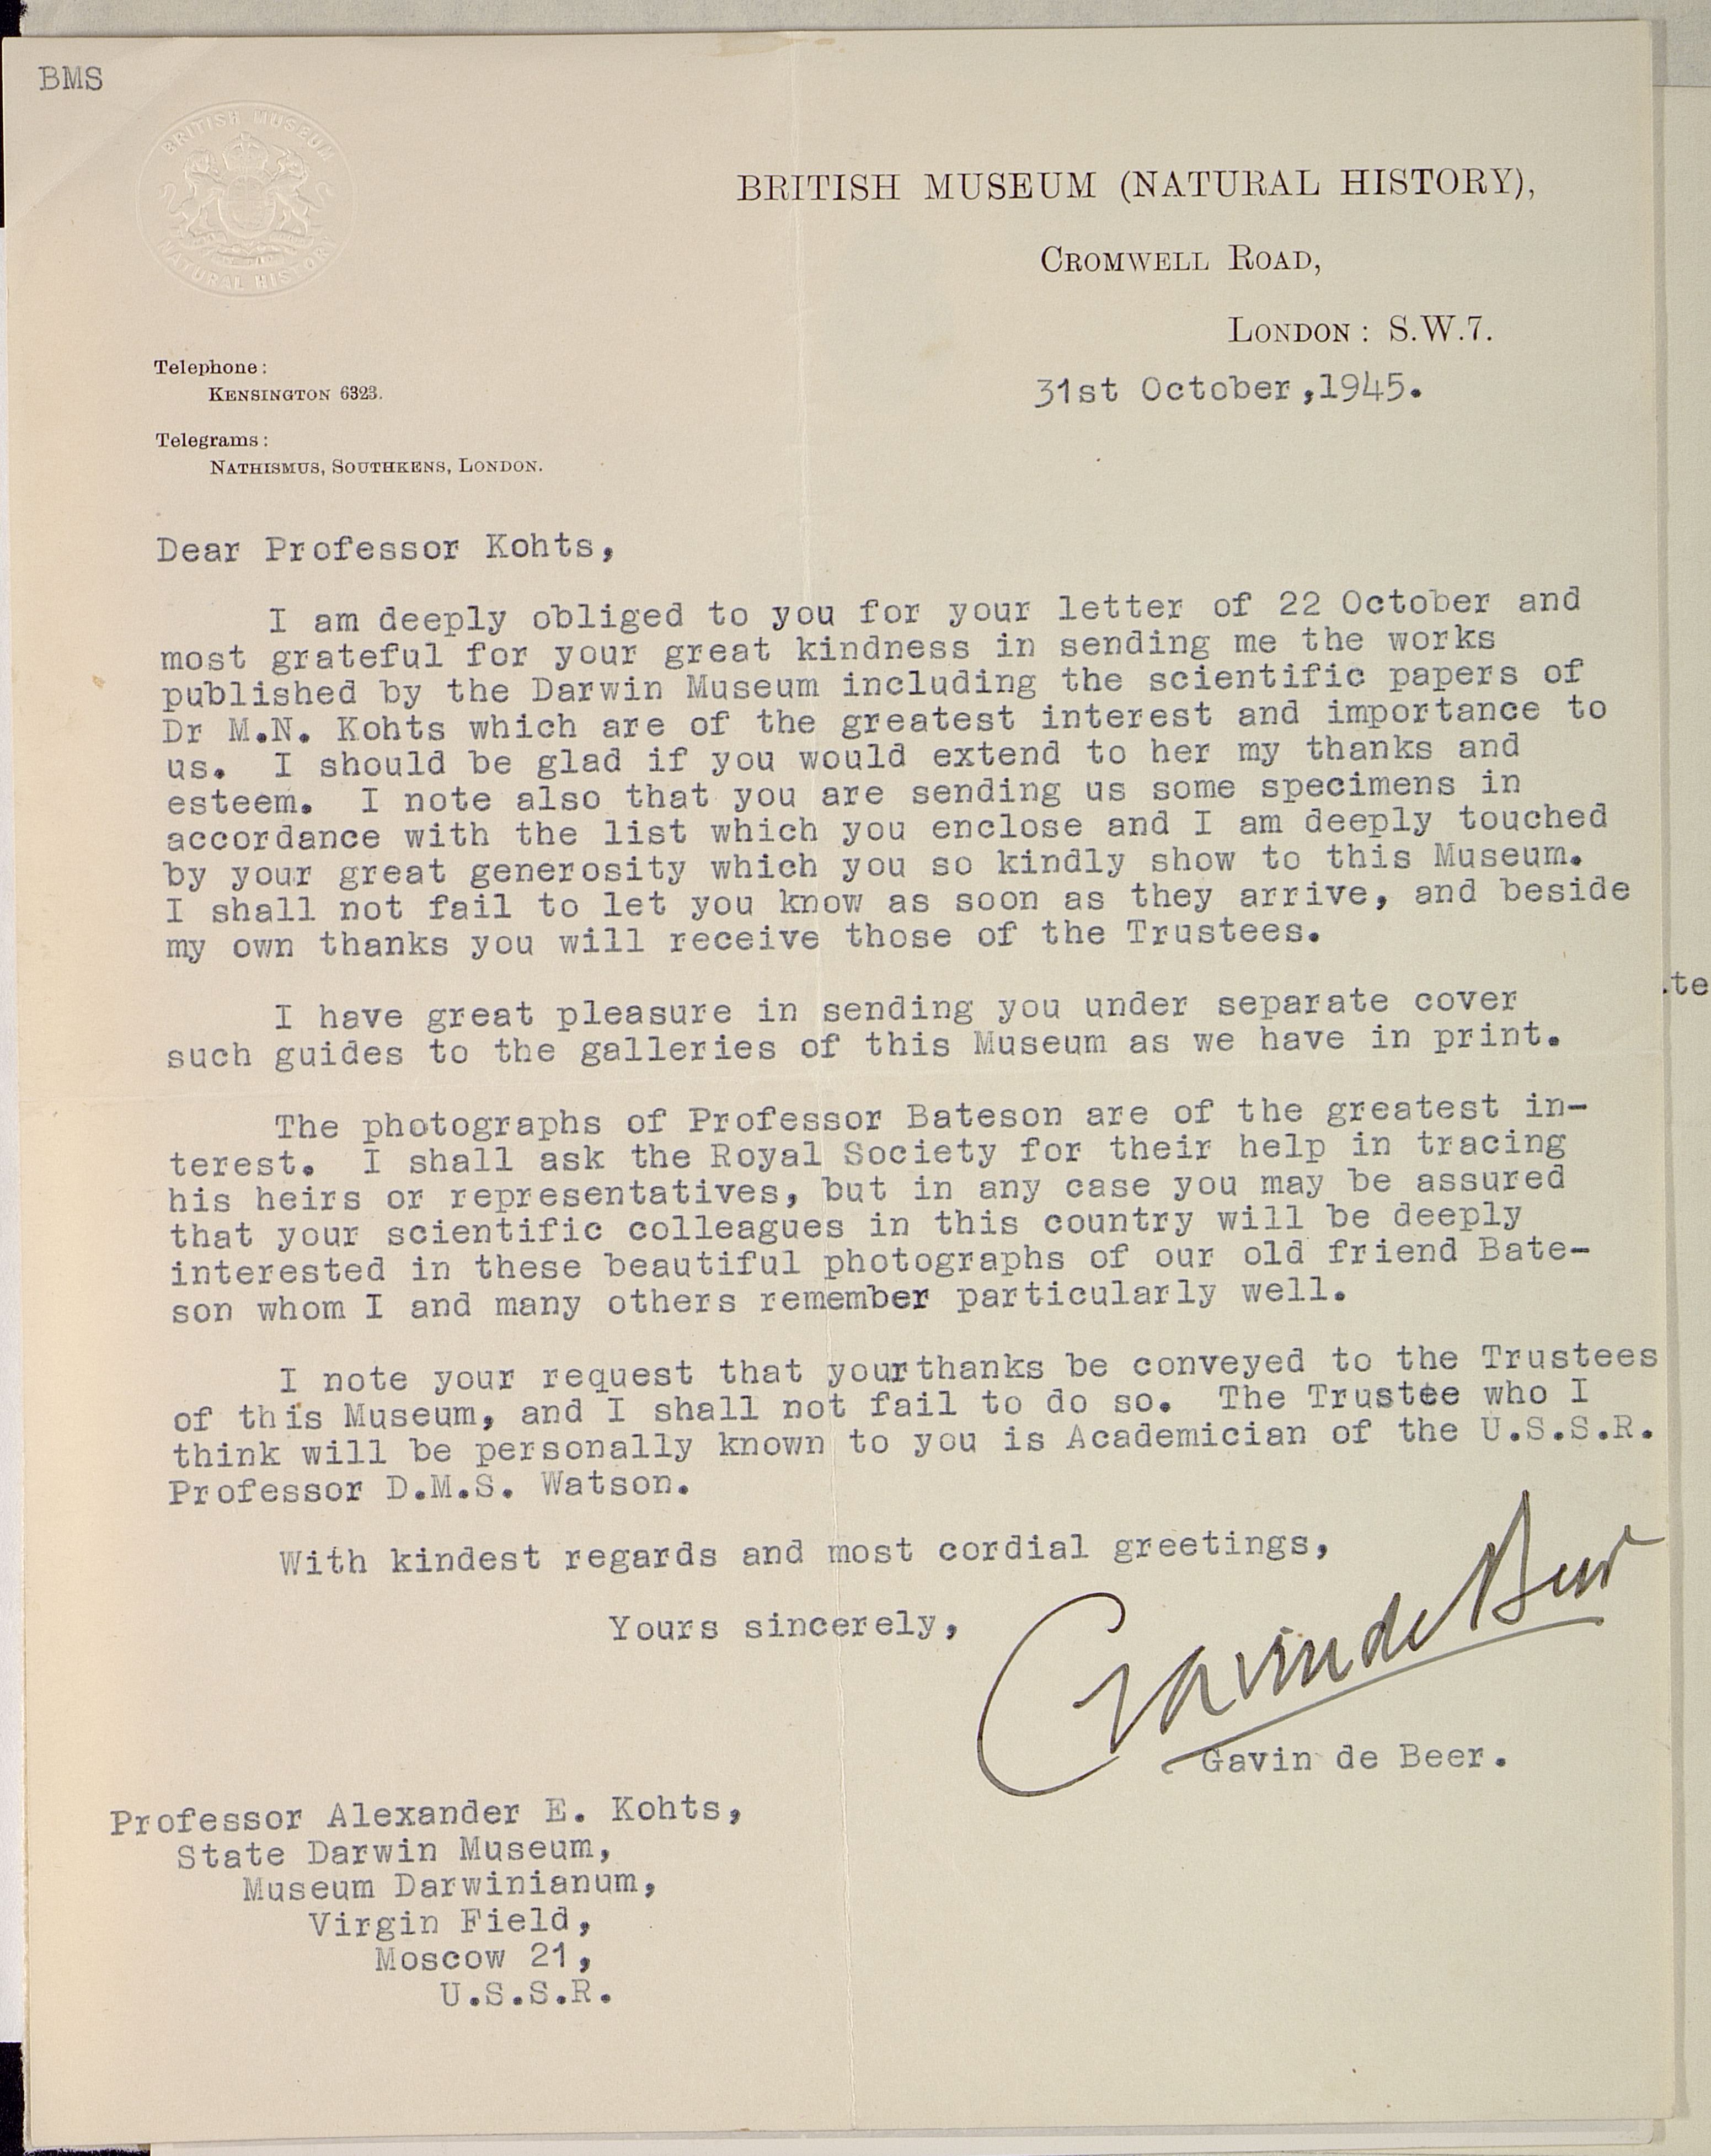 BMS
BRITISH MUSEUM
NATURAL HISTORY
BRITISH MUSEUM (NATURAL HISTORY),
CROMWELL ROAD,
LONDON: S.W.7.
31st October,1945.
Telephone:
KENSINGTON 6323.
Telegrams:
NATHISMUS, SOUTHKENS, LONDON.
Dear Professor Kohts,
I am deeply obliged to you for your letter of 22 October and
most grateful for your great kindness in sending me the works
published by the Darwin Museum including the scientific papers of
Dr M.N. Kohts which are of the greatest interest and importance to
us. I should be glad if you would extend to her my thanks and
esteem. I note also that you are sending us some specimens in
accordance with the list which you enclose and I am deeply touched
by your great generosity which you so kindly show to this Museum.
I shall not fail to let you know as soon as they arrive, and beside
my own thanks you will receive those of the Trustees.
I have great pleasure in sending you under separate cover
such guides to the galleries of this Museum as we have in print.
The photographs of Professor Bateson are of the greatest in-
terest. I shall ask the Royal Society for their help in tracing
his heirs or representatives, but in any case you may be assured
that your scientific colleagues in this country will be deeply
interested in these beautiful photographs of our old friend Bate-
son whom I and many others remember particularly well.
I note your request that yourthanks be conveyed to the Trustees
of this Museum, and I shall not fail to do so. The Trustee who I
think will be personally known to you is Academician of the U.S.S.R.
Professor D.M.S. Watson.
With kindest regards and most cordial greetings,
Yours sincerely,
Gavin de Beer
Gavin de Beer.
Professor Alexander E. Kohts,
State Darwin Museum,
Museum Darwinianum,
Virgin Field,
Moscow 21,
U.S.S.R.